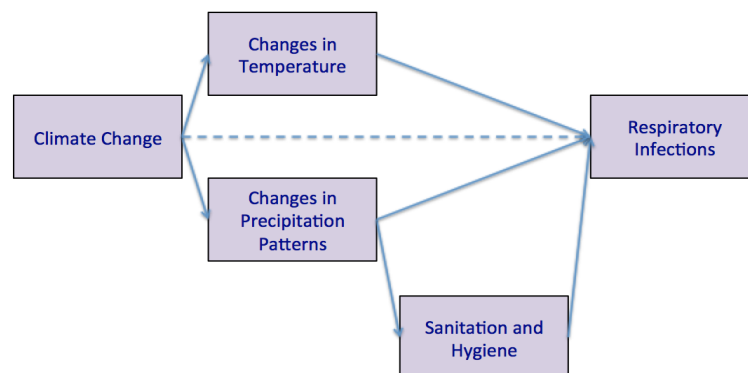 Changes in
Temperature
Climate Change
Respiratory
Infections
Changes in
Precipitation
Patterns
Sanitation and
Hygiene